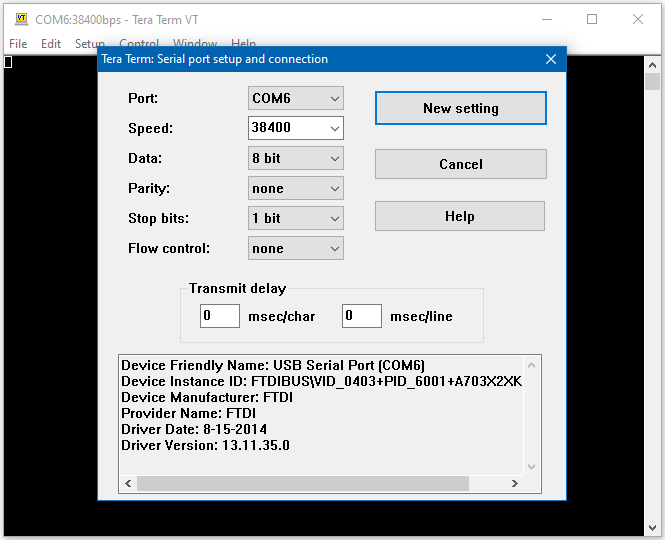 VT COM6:38400bps - Tera Term VT
File Edit Setup Control Window Help
Tera Term: Serial port setup and connection
Port: COM6 New setting
Speed: 38400
Data: 8 bit Cancel
Parity: none
Stop bits: 1 bit Help
Flow control: none
Transmit delay
0 msec/char 0 msec/line
Device Friendly Name: USB Serial Port (COM6)
Device Instance ID: FTDIBUS\VID_0403+PID_6001+A703X2XK
Device Manufacturer: FTDI
Provider Name: FTDI
Driver Date: 8-15-2014
Driver Version: 13.11.35.0